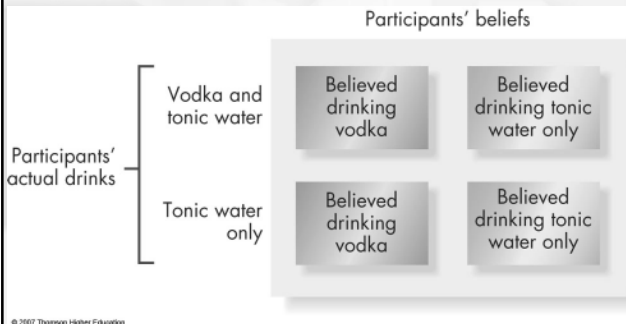 Participants' beliefs
Vodka and
tonic water
Believed
drinking
vodka
Believed
drinking tonic
water only
Participants'
actual drinks
Tonic water
only
Believed
drinking
vodka
Believed
drinking tonic
water only
© 2007 Thomson Higher Education